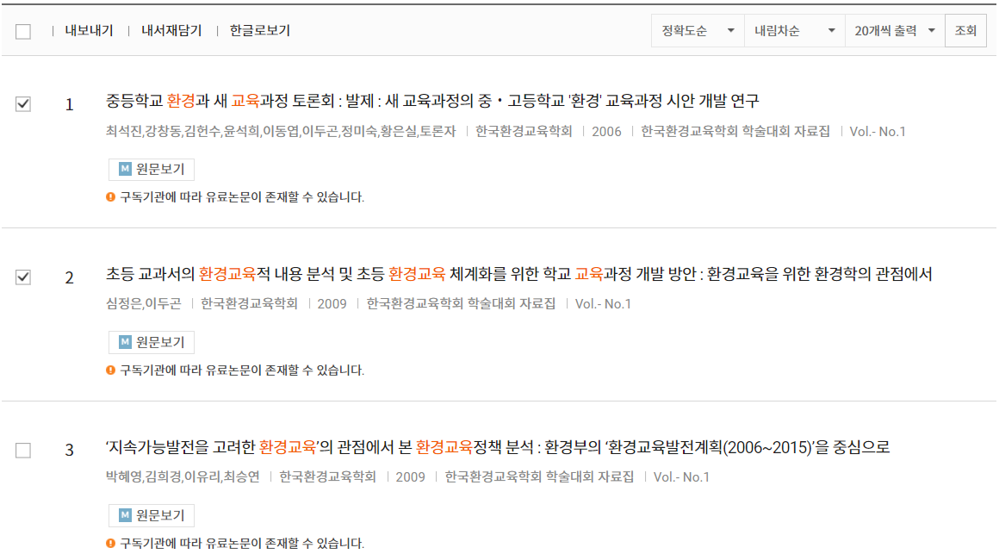 | 내보내기 | 내서재담기 | 한글로보기 정확도순 내림차순 20개씩 출력 조회
1 중등학교 환경과 새 교육과정 토론회 : 발제 : 새 교육과정의 중・고등학교 '환경' 교육과정 시안 개발 연구
최석진,강창동,김헌수,윤석희,이동엽,이두곤,정미숙,황은실,토론자 | 한국환경교육학회 | 2006 | 한국환경교육학회 학술대회 자료집 | Vol.- No.1
M 원문보기
! 구독기관에 따라 유료논문이 존재할 수 있습니다.
2 초등 교과서의 환경교육적 내용 분석 및 초등 환경교육 체계화를 위한 학교 교육과정 개발 방안 : 환경교육을 위한 환경학의 관점에서
심정은,이두곤 | 한국환경교육학회 | 2009 | 한국환경교육학회 학술대회 자료집 | Vol.- No.1
M 원문보기
! 구독기관에 따라 유료논문이 존재할 수 있습니다.
3 ‘지속가능발전을 고려한 환경교육’의 관점에서 본 환경교육정책 분석 : 환경부의 ‘환경교육발전계획(2006~2015)’을 중심으로
박혜영,김희경,이유리,최승연 | 한국환경교육학회 | 2009 | 한국환경교육학회 학술대회 자료집 | Vol.- No.1
M 원문보기
! 구독기관에 따라 유료논문이 존재할 수 있습니다.